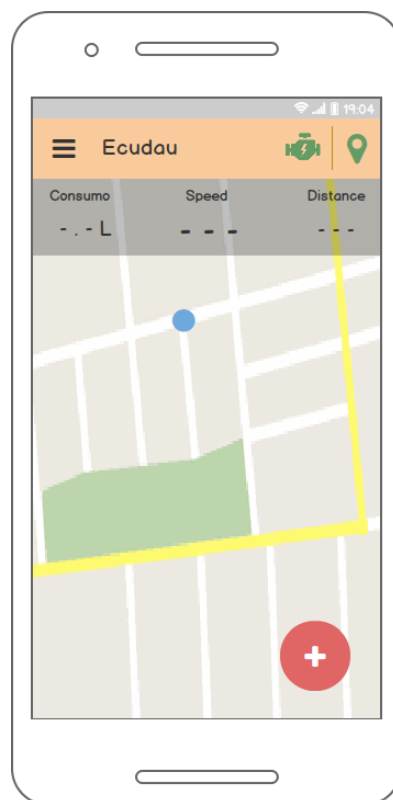 19:04
Ecudau
Consumo Speed Distance
- . - L - - - - - -